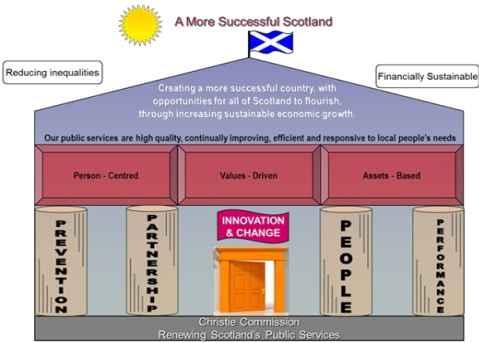 A More Successful Scotland
Reducing inequalities
Financially Sustainable
Creating a more successful country, with
opportunities for all of Scotland to flourish,
through increasing sustainable economic growth.
Our public services are high quality, continually improving, efficient and responsive to local people's needs
Person - Centred
Values - Driven
Assets - Based
PREVENTION
PARTNERSHIP
INNOVATION
& CHANGE
PEOPLE
PERFORMANCE
Christie Commission
Renewing Scotland's Public Services